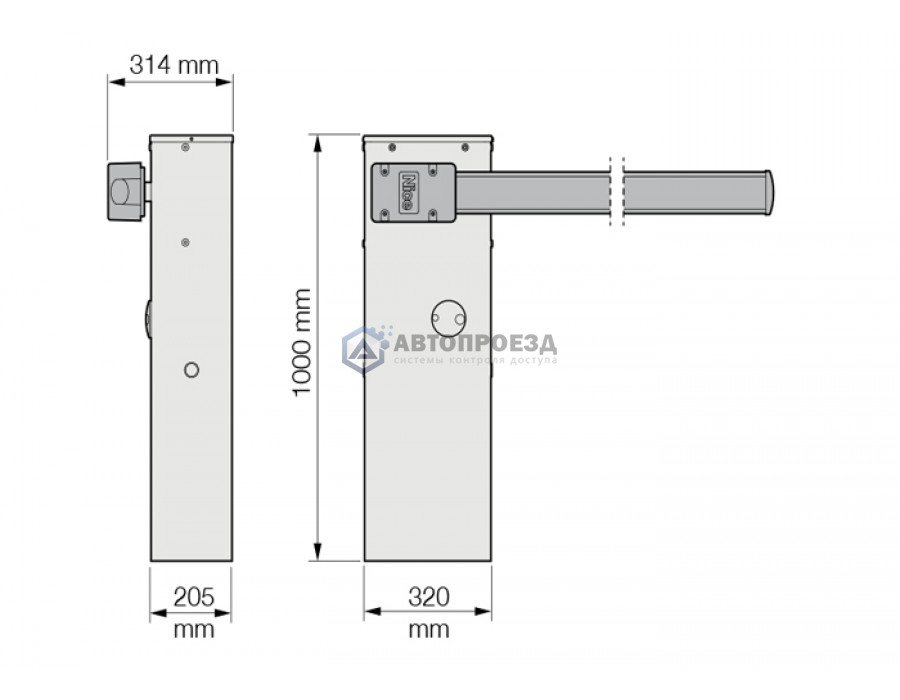 314 mm
Nice
1000 mm
АВТОПРОЕЗД
системы контроля доступа
205
mm
320
mm